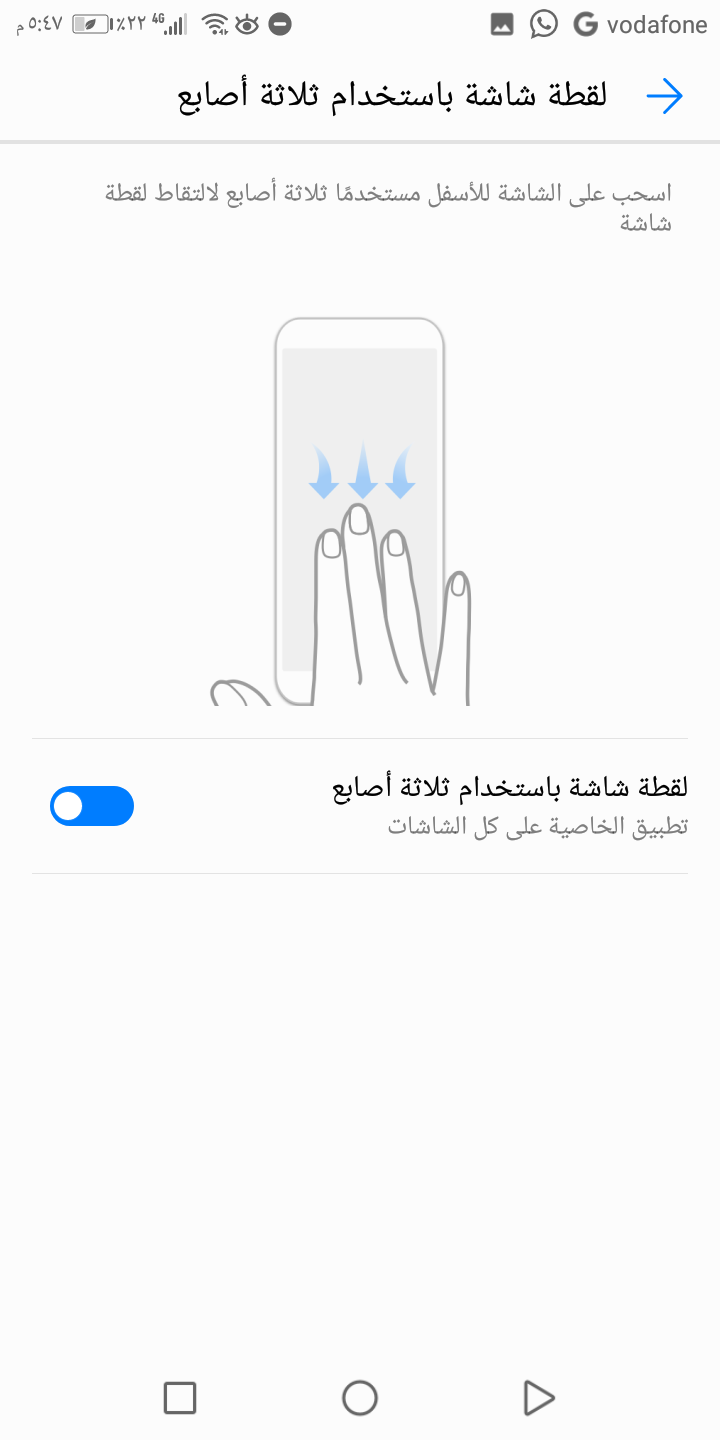 vodafone
4G ٪٢٢ ٥:٤٧ م
لقطة شاشة باستخدام ثلاثة أصابع
اسحب على الشاشة للأسفل مستخدمًا ثلاثة أصابع لالتقاط لقطة
شاشة
لقطة شاشة باستخدام ثلاثة أصابع
تطبيق الخاصية على كل الشاشات